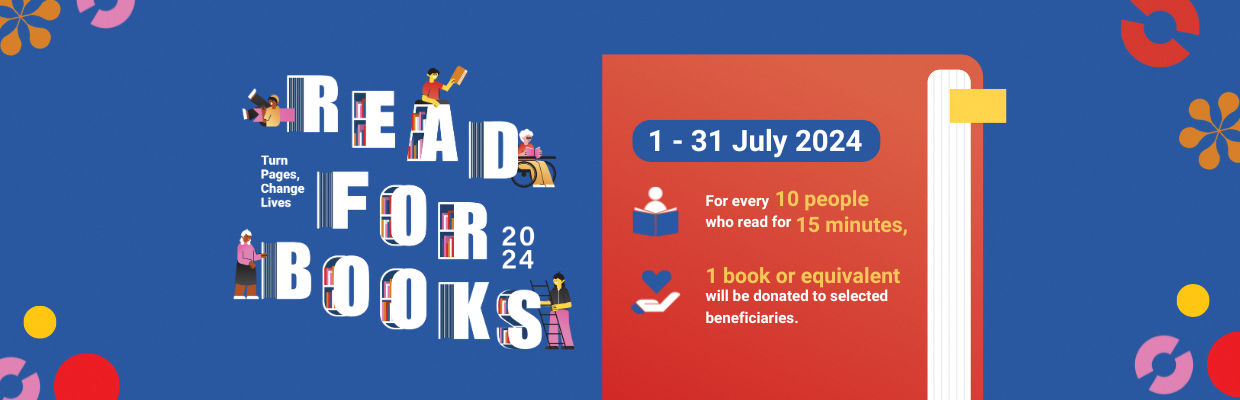 READ
Turn
Pages,
Change
Lives
FOR
2024
BOOKS
1 - 31 July 2024
For every 10 people
who read for 15 minutes,
1 book or equivalent
will be donated to selected
beneficiaries.